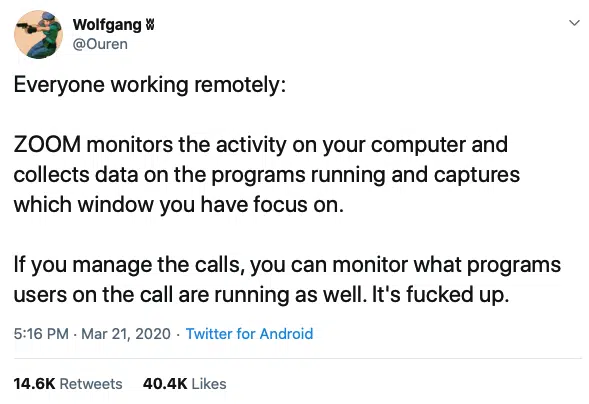 Wolfgang ʬ
@Ouren
Everyone working remotely:
ZOOM monitors the activity on your computer and
collects data on the programs running and captures
which window you have focus on.
If you manage the calls, you can monitor what programs
users on the call are running as well. It's fucked up.
5:16 PM · Mar 21, 2020 · Twitter for Android
14.6K Retweets 40.4K Likes